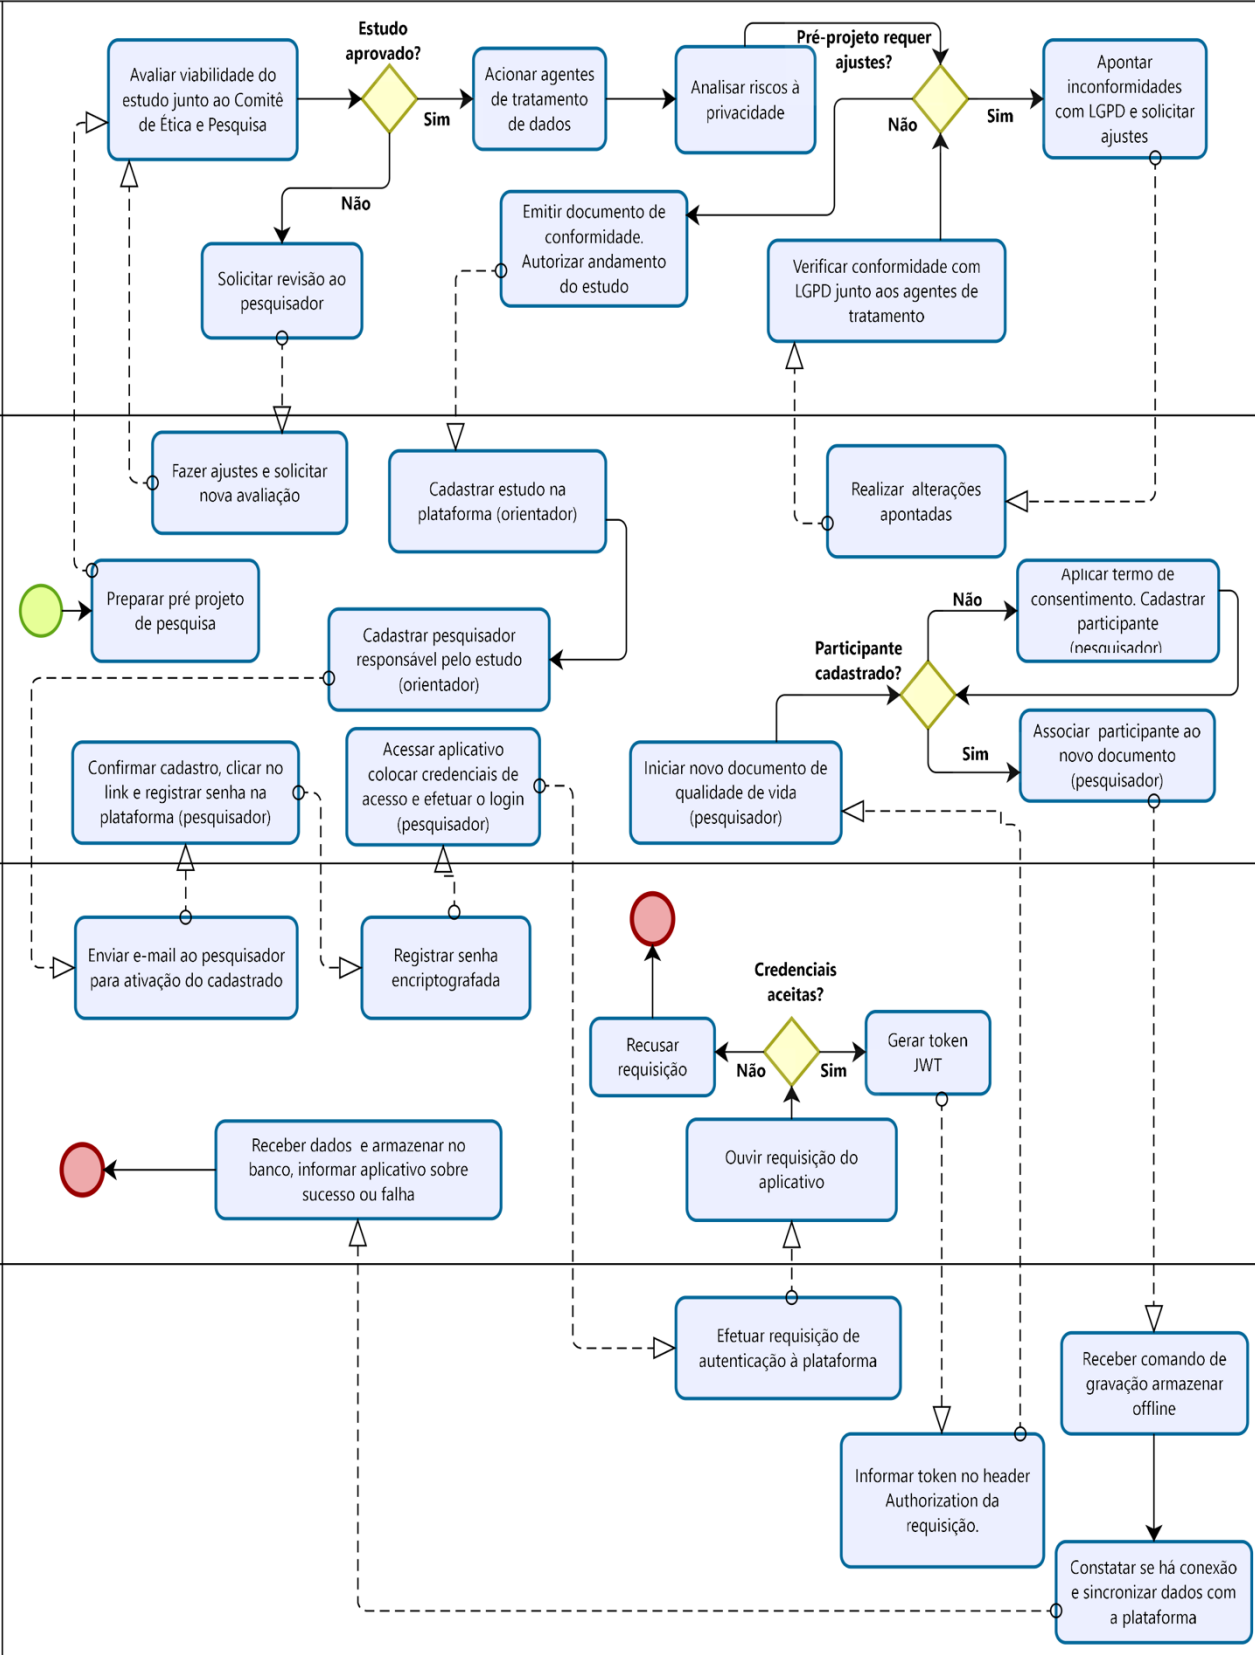 Estudo
aprovado?
Avaliar viabilidade do
estudo junto ao Comitê
de Ética e Pesquisa
Sim
Não
Acionar agentes
de tratamento
de dados
Analisar riscos à
privacidade
Pré-projeto requer
ajustes?
Não
Sim
Apontar
inconformidades
com LGPD e solicitar
ajustes
Solicitar revisão ao
pesquisador
Emitir documento de
conformidade.
Autorizar andamento
do estudo
Verificar conformidade com
LGPD junto aos agentes de
tratamento
Fazer ajustes e solicitar
nova avaliação
Cadastrar estudo na
plataforma (orientador)
Realizar alterações
apontadas
Preparar pré projeto
de pesquisa
Cadastrar pesquisador
responsável pelo estudo
(orientador)
Participante
cadastrado?
Não
Sim
Aplicar termo de
consentimento. Cadastrar
participante
(pesquisador)
Associar participante ao
novo documento
(pesquisador)
Confirmar cadastro, clicar no
link e registrar senha na
plataforma (pesquisador)
Acessar aplicativo
colocar credenciais de
acesso e efetuar o login
(pesquisador)
Iniciar novo documento de
qualidade de vida
(pesquisador)
Enviar e-mail ao pesquisador
para ativação do cadastrado
Registrar senha
encriptografada
Credenciais
aceitas?
Recusar
requisição
Não
Sim
Gerar token
JWT
Receber dados e armazenar no
banco, informar aplicativo sobre
sucesso ou falha
Ouvir requisição do
aplicativo
Efetuar requisição de
autenticação à plataforma
Receber comando de
gravação armazenar
offline
Informar token no header
Authorization da
requisição.
Constatar se há conexão
e sincronizar dados com
a plataforma